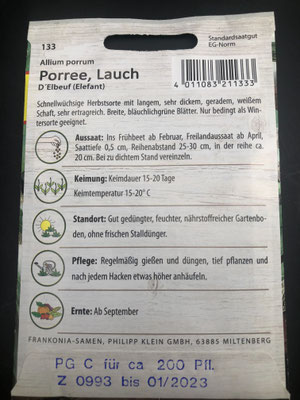 133
Standardsaatgut
EG-Norm
Allium porrum
Porree, Lauch
D´Elbeuf (Elefant)
4 011083 211333
Schnellwüchsige Herbstsorte mit langem, sehr dickem, geradem, weißem
Schaft, sehr ertragreich. Breite, bläuchlichgrüne Blätter. Nur bedingt als Win-
tersorte geeignet.
Aussaat: Ins Frühbeet ab Februar, Freilandaussaat ab April,
Saattiefe 0,5 cm, Reihenabstand 25-30 cm, in der reihe ca.
20 cm. Bei zu dichtem Stand vereinzeln.
Keimung: Keimdauer 15-20 Tage
Keimtemperatur 15-20° C
Standort: Gut gedüngter, feuchter, nährstoffreicher Gartenbo-
den, ohne frischen Stalldünger.
Pflege: Regelmäßig gießen und düngen, tief pflanzen und
nach jedem Hacken etwas höher anhäufeln.
Ernte: Ab September
FRANKONIA-SAMEN, PHILIPP KLEIN GMBH, 63885 MILTENBERG
PG C für ca 200 Pfl.
Z 0993 bis 01/2023